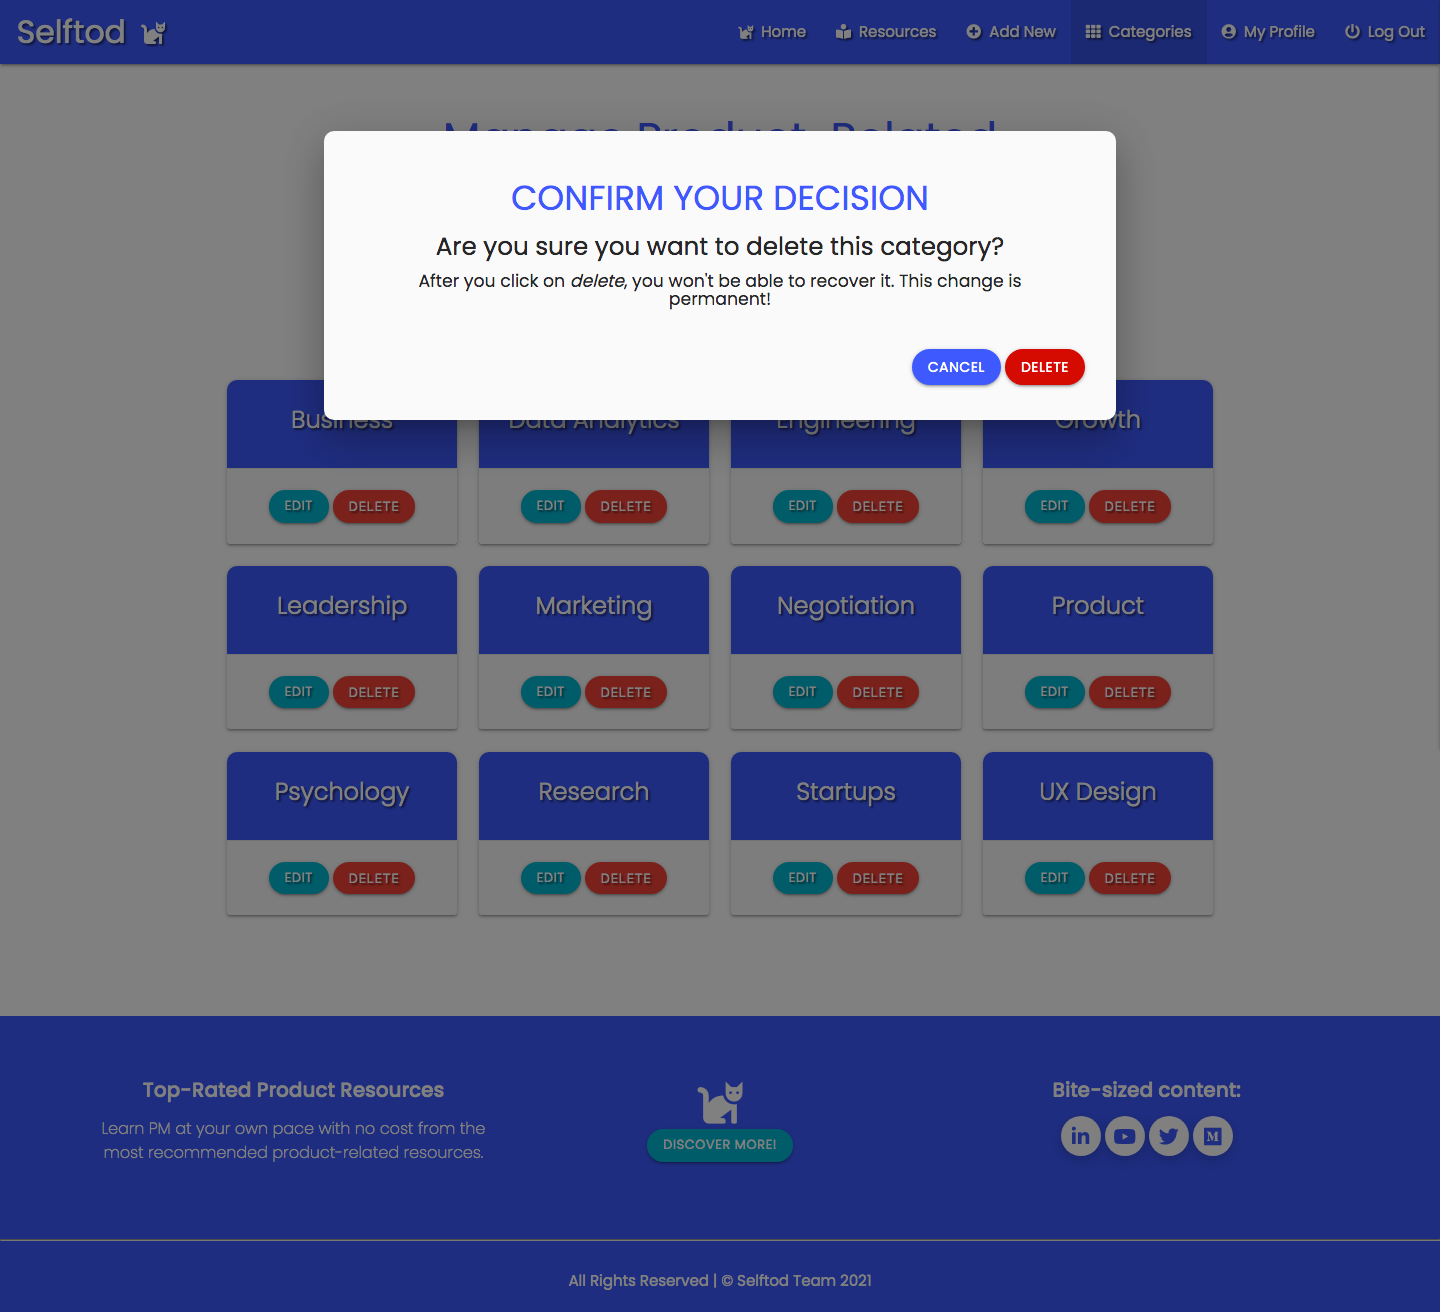 Selftod
Home
Resources
Add New
Categories
My Profile
Log Out
Manage Product-Related
CONFIRM YOUR DECISION
Are you sure you want to delete this category?
After you click on delete, you won't be able to recover it. This change is
permanent!
CANCEL DELETE
Business
Data Analytics
Engineering
Growth
EDIT DELETE
EDIT DELETE
EDIT DELETE
EDIT DELETE
Leadership
Marketing
Negotiation
Product
EDIT DELETE
EDIT DELETE
EDIT DELETE
EDIT DELETE
Psychology
Research
Startups
UX Design
EDIT DELETE
EDIT DELETE
EDIT DELETE
EDIT DELETE
Top-Rated Product Resources
Learn PM at your own pace with no cost from the
most recommended product-related resources.
DISCOVER MORE!
Bite-sized content:
All Rights Reserved | © Selftod Team 2021